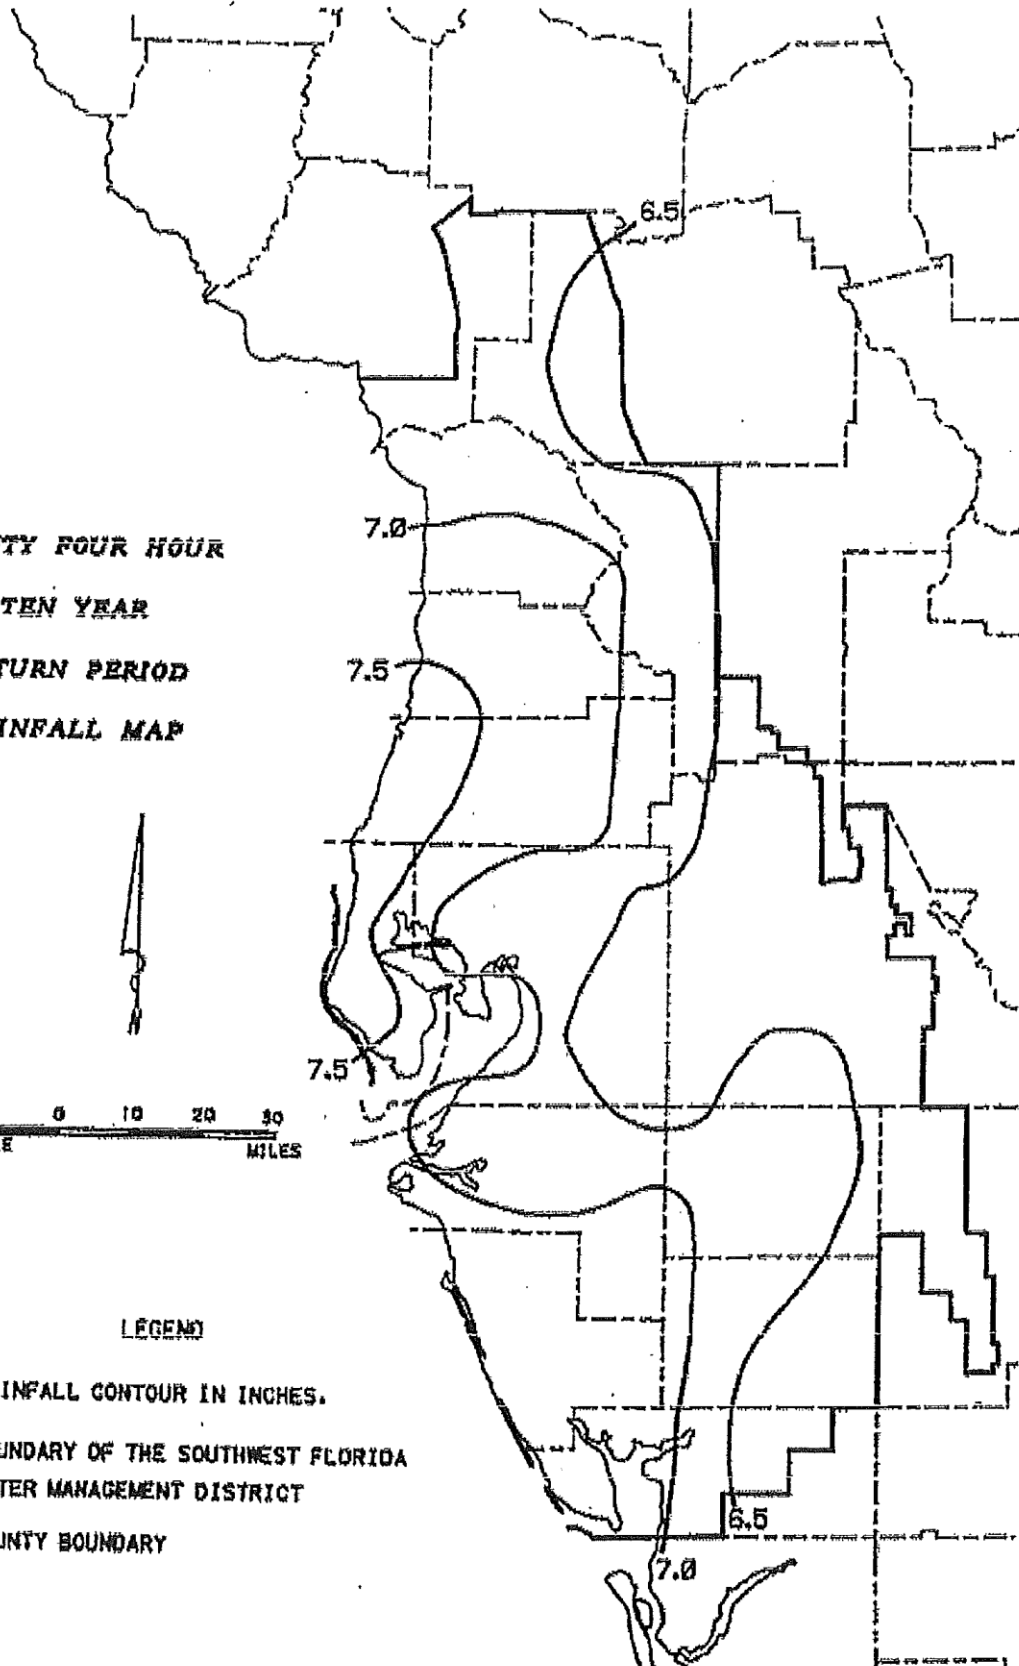 6.5
7.0
TY FOUR HOUR
TEN YEAR
TURN PERIOD
7.5
INFALL MAP
7.5
0 10 20 30
E MILES
LEGEND
INFALL CONTOUR IN INCHES.
UNDARY OF THE SOUTHWEST FLORIDA
TER MANAGEMENT DISTRICT
6.5
UNTY BOUNDARY
7.0